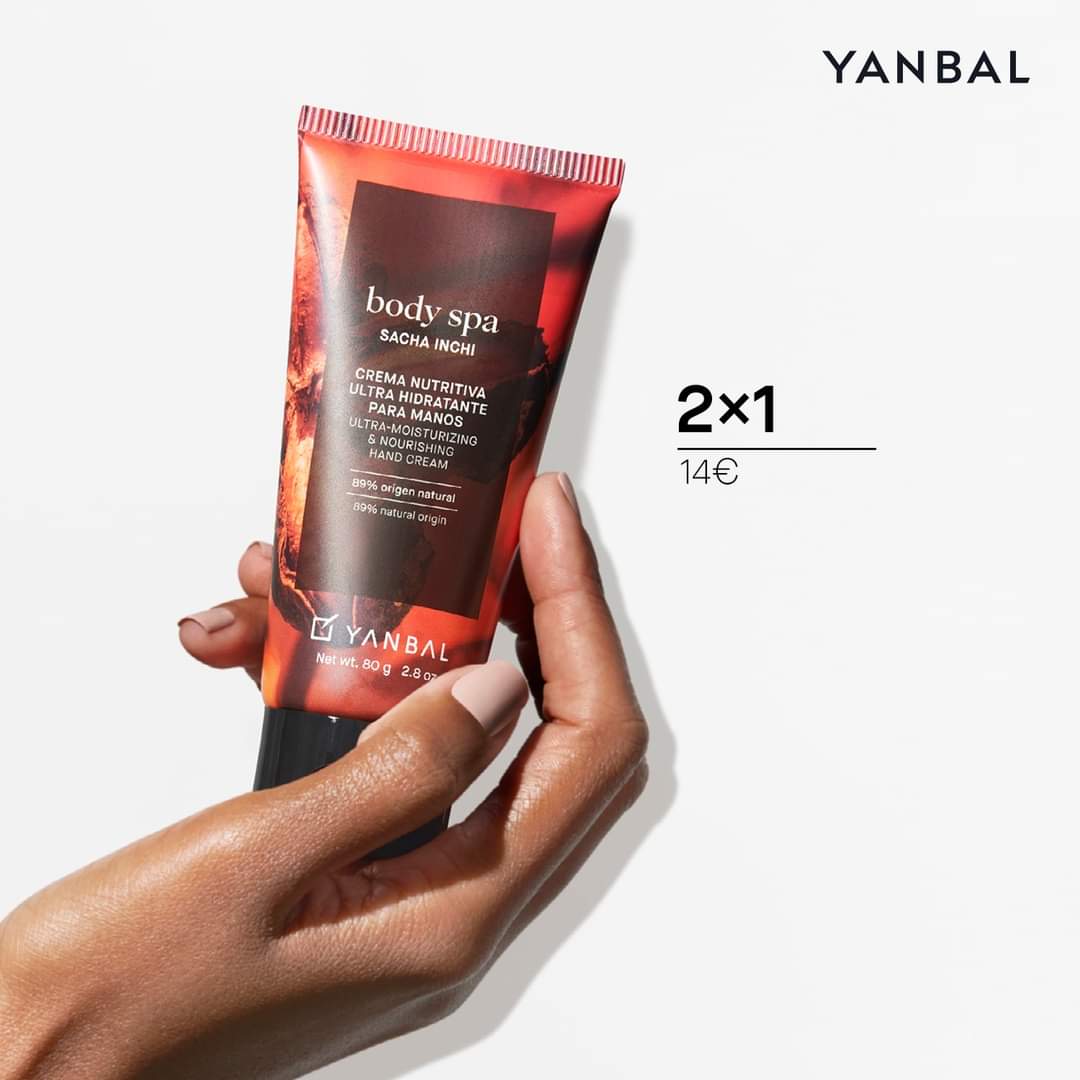 YANBAL
body spa
SACHA INCHI
CREMA NUTRITIVA
ULTRA HIDRATANTE
PARA MANOS
ULTRA-MOISTURIZING
& NOURISHING
HAND CREAM
89% origen natural
89% natural origin
YANBAL
Net wt. 80 g 2.8 oz
2×1
14€